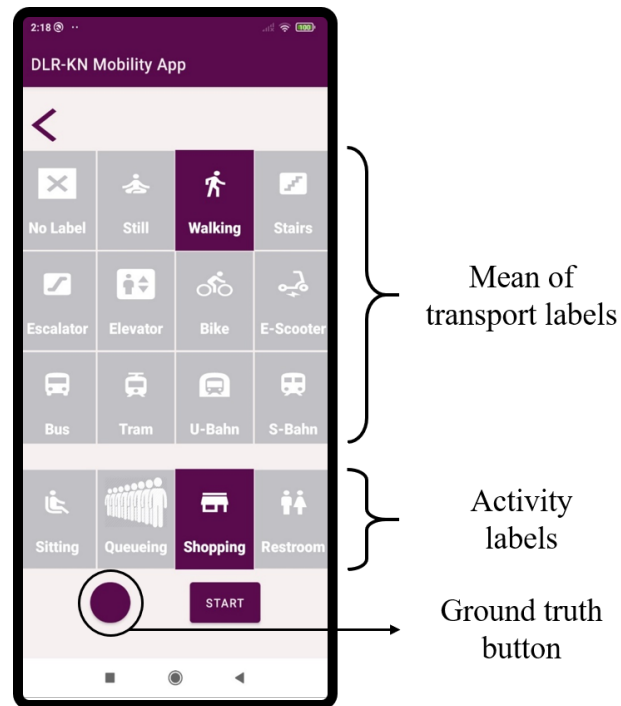 2:18
100
DLR-KN Mobility App
No Label Still Walking Stairs
Escalator Elevator Bike E-Scooter
Bus Tram U-Bahn S-Bahn
Mean of
transport labels
Sitting Queueing Shopping Restroom
Activity
labels
START
Ground truth
button